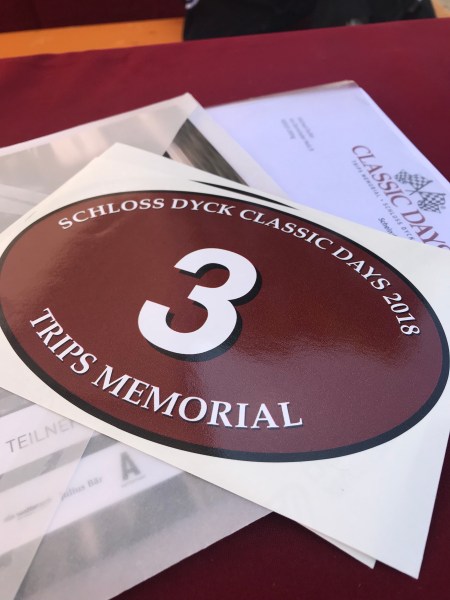 SCHLOSS DYCK CLASSIC DAYS 2018
3
TRIPS MEMORIAL
CLASSIC DAYS
TEILNE
A